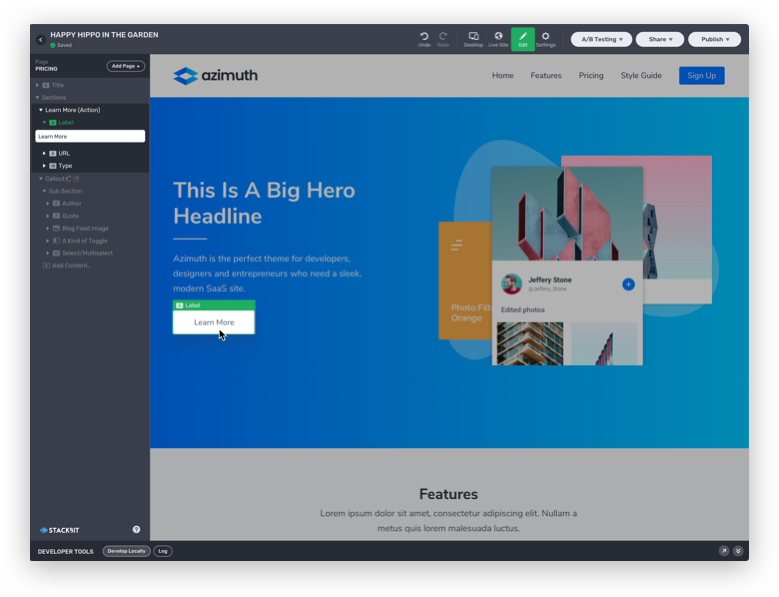 HAPPY HIPPO IN THE GARDEN
Saved
Undo
Redo
Desktop
Live Site
Edit
Settings
A/B Testing
Share
Publish
Page
PRICING
Add Page
Title
Sections
Learn More (Action)
Label
Learn More
URL
Type
Callout
Sub Section
Author
Quote
Blog Feed Image
A Kind of Toggle
Select/Multiselect
Add Content...
STACKBIT
azimuth
Home
Features
Pricing
Style Guide
Sign Up
This Is A Big Hero
Headline
Azimuth is the perfect theme for developers,
designers and entrepreneurs who need a sleek,
modern SaaS site.
Label
Learn More
Photo Filt
Orange
Jeffery Stone
@Jeffery_Stone
Edited photos
Features
Lorem ipsum dolor sit amet, consectetur adipiscing elit. Nullam a
metus quis lorem malesuada luctus.
DEVELOPER TOOLS
Develop Locally
Log